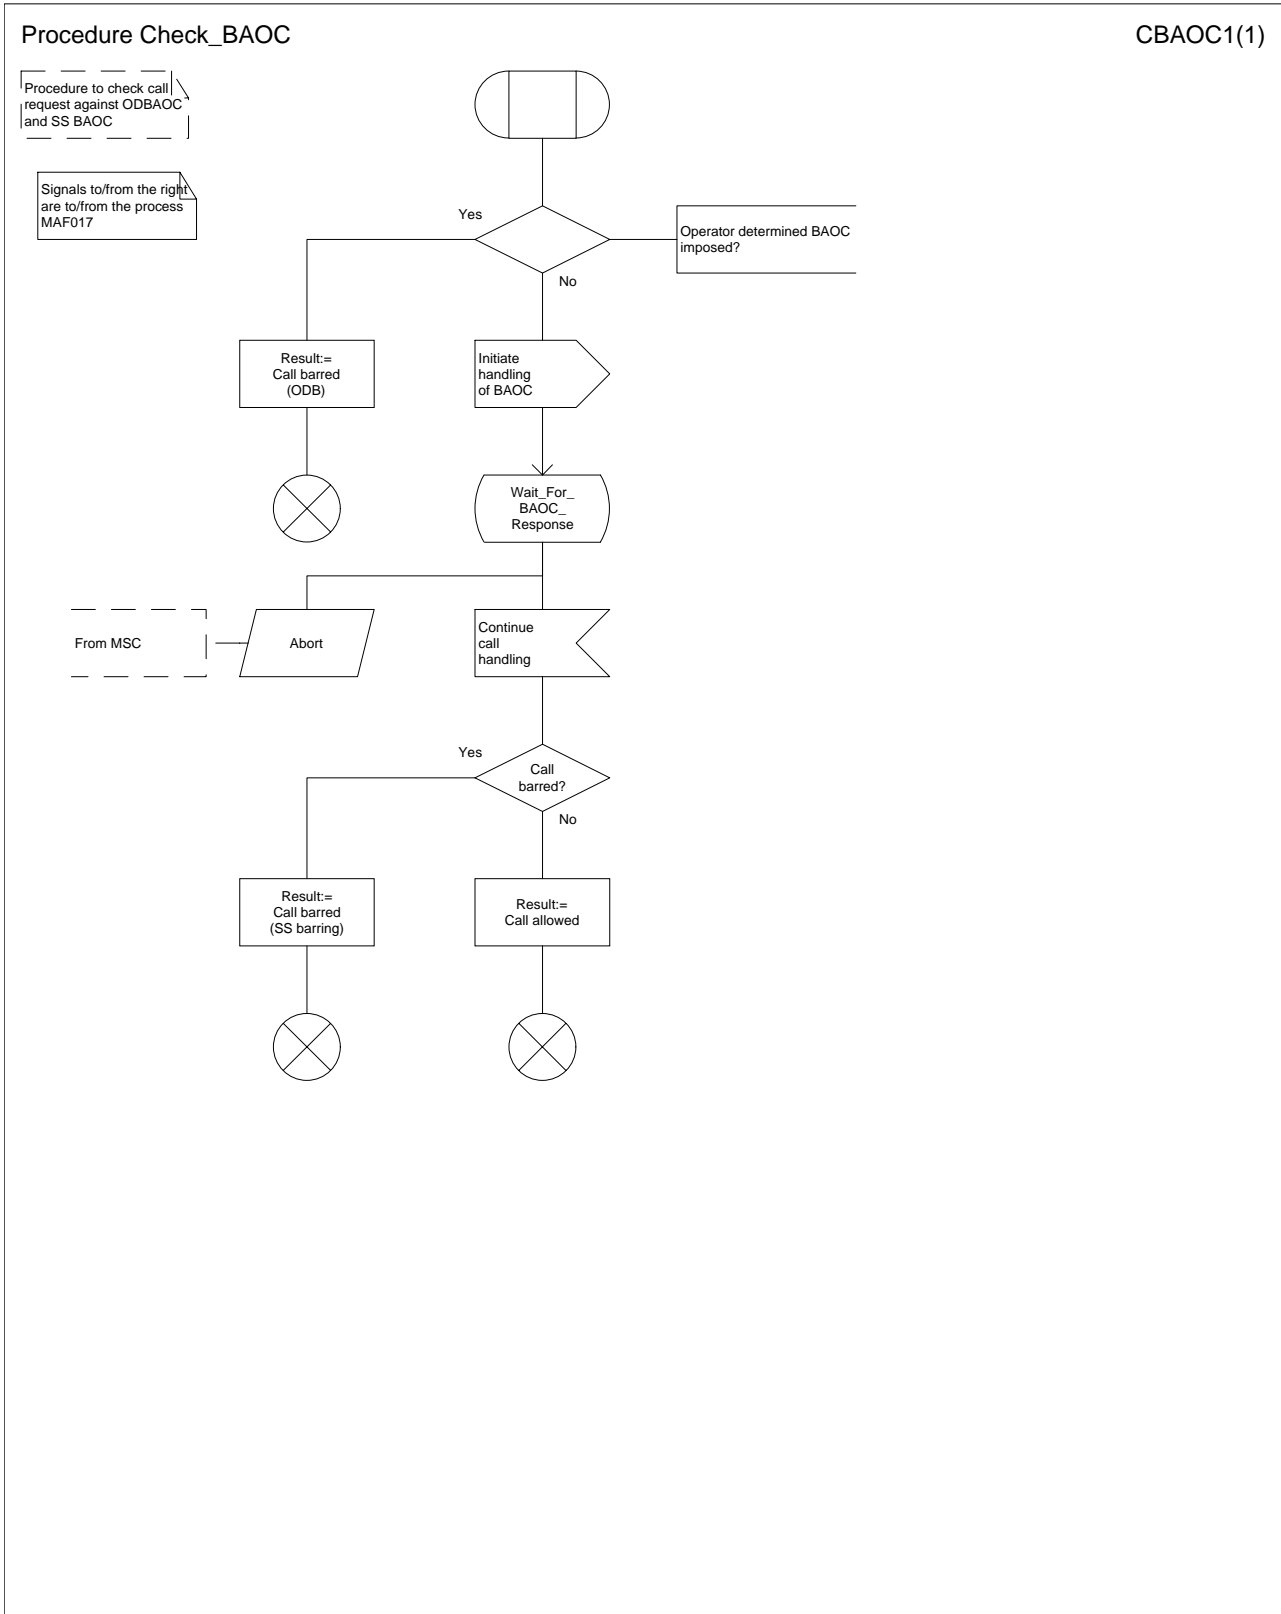 Procedure Check_BAOC
CBAOC1(1)
Procedure to check call
request against ODBAOC
and SS BAOC
Signals to/from the right
are to/from the process
MAF017
Yes
Operator determined BAOC
imposed?
No
Result:=
Call barred
(ODB)
Initiate
handling
of BAOC
Wait_For_
BAOC_
Response
From MSC
Abort
Continue
call
handling
Yes
Call
barred?
No
Result:=
Call barred
(SS barring)
Result:=
Call allowed